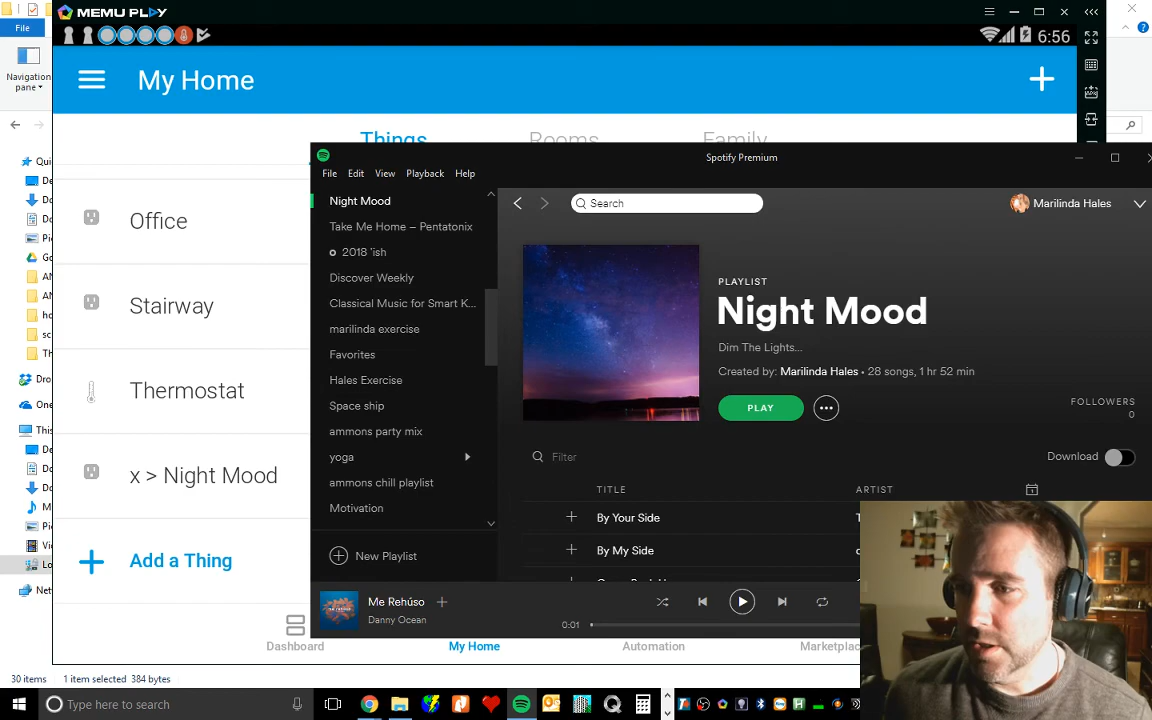 MEMU PLAY
File
6:56
Navigation
pane
My Home
Things
Rooms
Family
Spotify Premium
File Edit View Playback Help
Night Mood
Take Me Home – Pentatonix
2018 'ish
Discover Weekly
Classical Music for Smart K...
marilinda exercise
Favorites
Hales Exercise
Space ship
ammons party mix
yoga
ammons chill playlist
Motivation
New Playlist
Search
Marilinda Hales
PLAYLIST
Night Mood
Dim The Lights...
Created by: Marilinda Hales • 28 songs, 1 hr 52 min
PLAY
FOLLOWERS
0
Filter
Download
TITLE
ARTIST
By Your Side
By My Side
Me Rehúso
Danny Ocean
0:01
Office
Stairway
Thermostat
x > Night Mood
Add a Thing
Dashboard
My Home
Automation
30 items
1 item selected 384 bytes
Type here to search